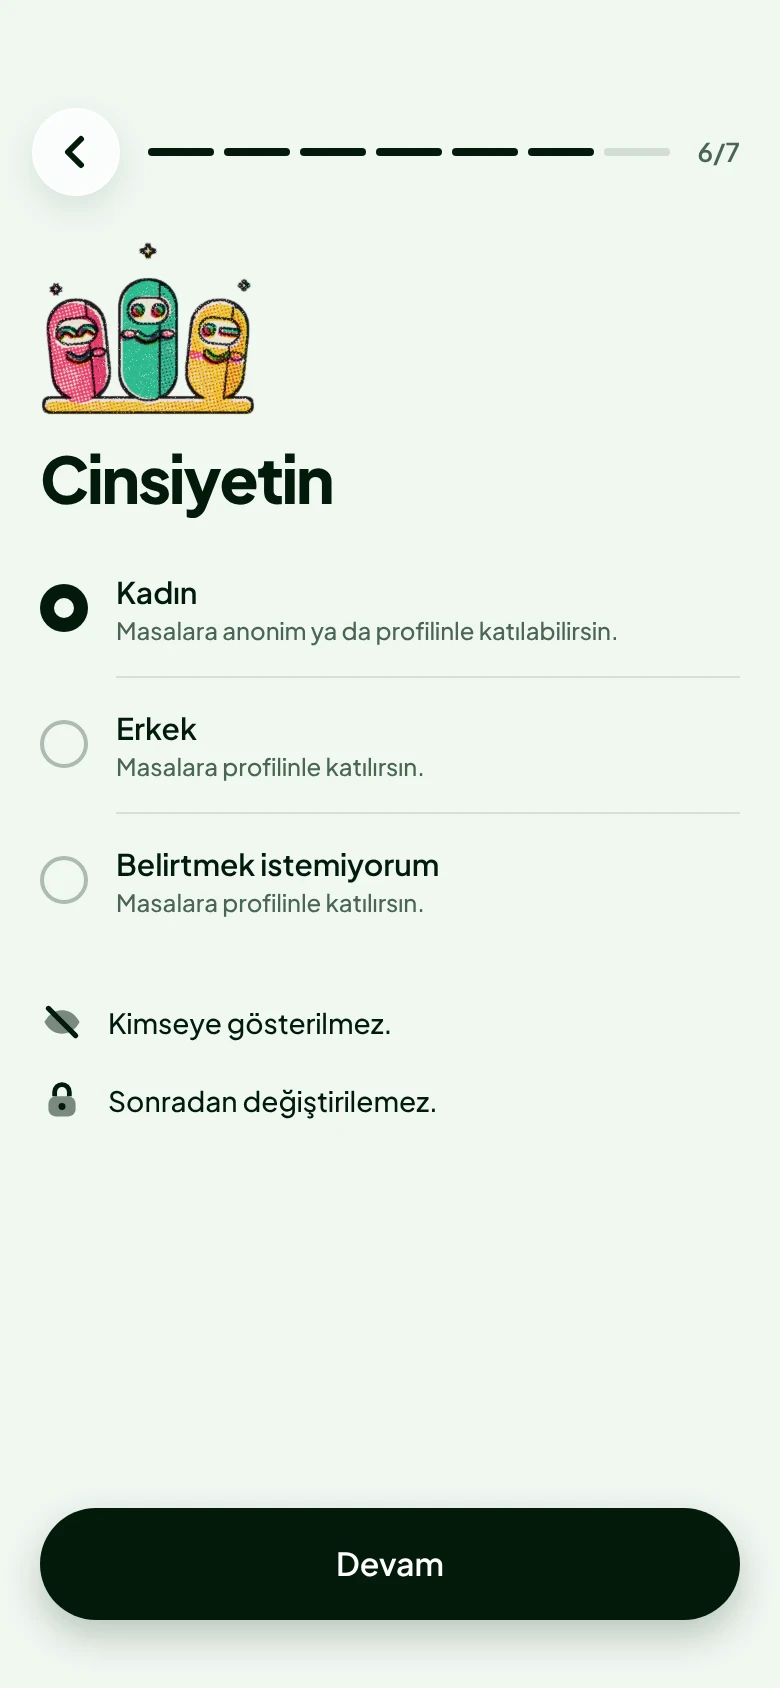 6/7
Cinsiyetin
Kadın
Masalara anonim ya da profilinle katılabilirsin.
Erkek
Masalara profilinle katılırsın.
Belirtmek istemiyorum
Masalara profilinle katılırsın.
Kimseye gösterilmez.
Sonradan değiştirilemez.
Devam